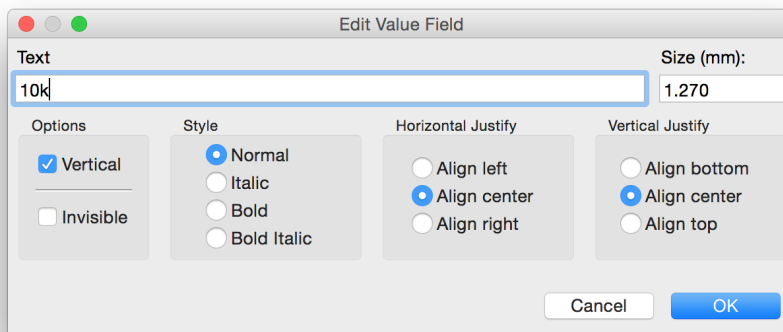 Edit Value Field
Text
Size (mm):
10k
1.270
Options
Style
Horizontal Justify
Vertical Justify
Vertical
Invisible
Normal
Italic
Bold
Bold Italic
Align left
Align center
Align right
Align bottom
Align center
Align top
Cancel
OK